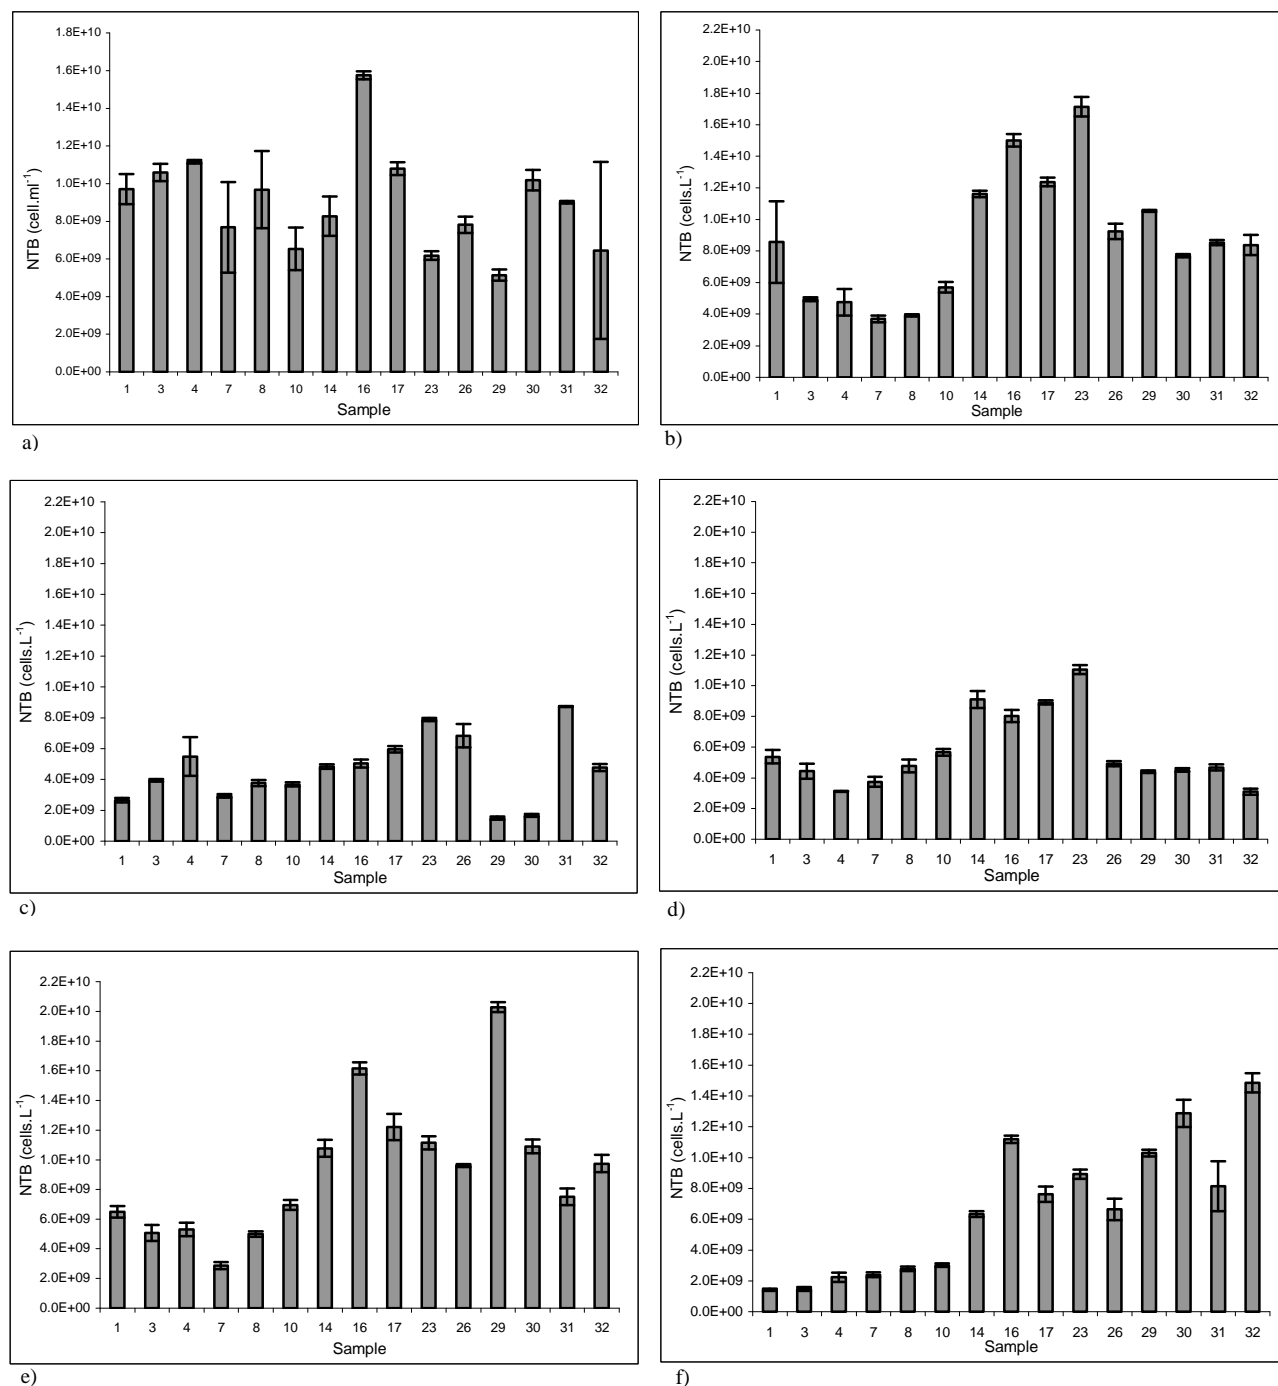 1.8E+10
1.6E+10
1.4E+10
1.2E+10
1.0E+10
8.0E+09
6.0E+09
4.0E+09
2.0E+09
0.0E+00
NTB (cell.ml⁻¹)
1 3 4 7 8 10 14 16 17 23 26 29 30 31 32
Sample
a)
2.2E+10
2.0E+10
1.8E+10
1.6E+10
1.4E+10
1.2E+10
1.0E+10
8.0E+09
6.0E+09
4.0E+09
2.0E+09
0.0E+00
NTB (cells.L⁻¹)
1 3 4 7 8 10 14 16 17 23 26 29 30 31 32
Sample
b)
2.2E+10
2.0E+10
1.8E+10
1.6E+10
1.4E+10
1.2E+10
1.0E+10
8.0E+09
6.0E+09
4.0E+09
2.0E+09
0.0E+00
NTB (cells.L⁻¹)
1 3 4 7 8 10 14 16 17 23 26 29 30 31 32
Sample
c)
2.2E+10
2.0E+10
1.8E+10
1.6E+10
1.4E+10
1.2E+10
1.0E+10
8.0E+09
6.0E+09
4.0E+09
2.0E+09
0.0E+00
NTB (cells.L⁻¹)
1 3 4 7 8 10 14 16 17 23 26 29 30 31 32
Sample
d)
2.2E+10
2.0E+10
1.8E+10
1.6E+10
1.4E+10
1.2E+10
1.0E+10
8.0E+09
6.0E+09
4.0E+09
2.0E+09
0.0E+00
NTB (cells.L⁻¹)
1 3 4 7 8 10 14 16 17 23 26 29 30 31 32
Sample
e)
2.2E+10
2.0E+10
1.8E+10
1.6E+10
1.4E+10
1.2E+10
1.0E+10
8.0E+09
6.0E+09
4.0E+09
2.0E+09
0.0E+00
NTB (cells.L⁻¹)
1 3 4 7 8 10 14 16 17 23 26 29 30 31 32
Sample
f)